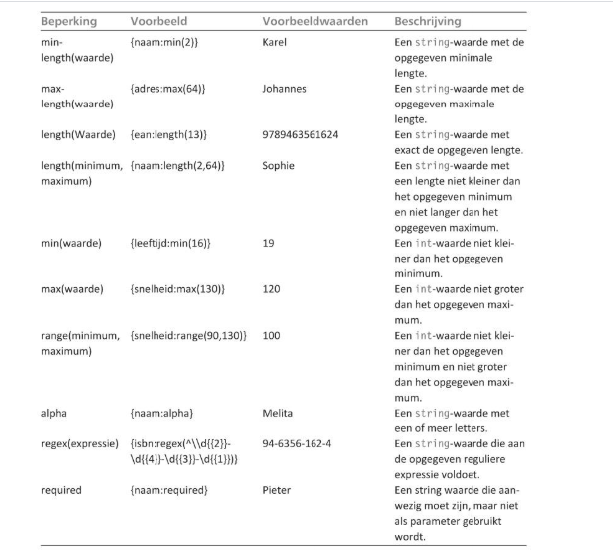 Beperking Voorbeeld Voorbeeldwaarden Beschrijving
min- {naam:min(2)} Karel Een string-waarde met de
length(waarde) opgegeven minimale
lengte.
max- {adres:max(64)} Johannes Een string-waarde met de
length(waarde) opgegeven maximale
lengte.
length(Waarde) {ean:length(13)} 9789463561624 Een string-waarde met
exact de opgegeven lengte.
length(minimum, {naam:length(2,64)} Sophie Een string-waarde met
maximum) een lengte niet kleiner dan
het opgegeven minimum
en niet langer dan het
opgegeven maximum.
min(waarde) {leeftijd:min(16)} 19 Een int-waarde niet klei-
ner dan het opgegeven
minimum.
max(waarde) {snelheid:max(130)} 120 Een int-waarde niet groter
dan het opgegeven maxi-
mum.
range(minimum, {snelheid:range(90,130)} 100 Een int-waarde niet klei-
maximum) ner dan het opgegeven
minimum en niet groter
dan het opgegeven maxi-
mum.
alpha {naam:alpha} Melita Een string-waarde met
een of meer letters.
regex(expressie) {isbn:regex(^\\d{{2}}- 94-6356-162-4 Een string-waarde die aan
\d{{4}}-\d{{3}}-\d{{1}})} de opgegeven reguliere
expressie voldoet.
required {naam:required} Pieter Een string waarde die aan-
wezig moet zijn, maar niet
als parameter gebruikt
wordt.